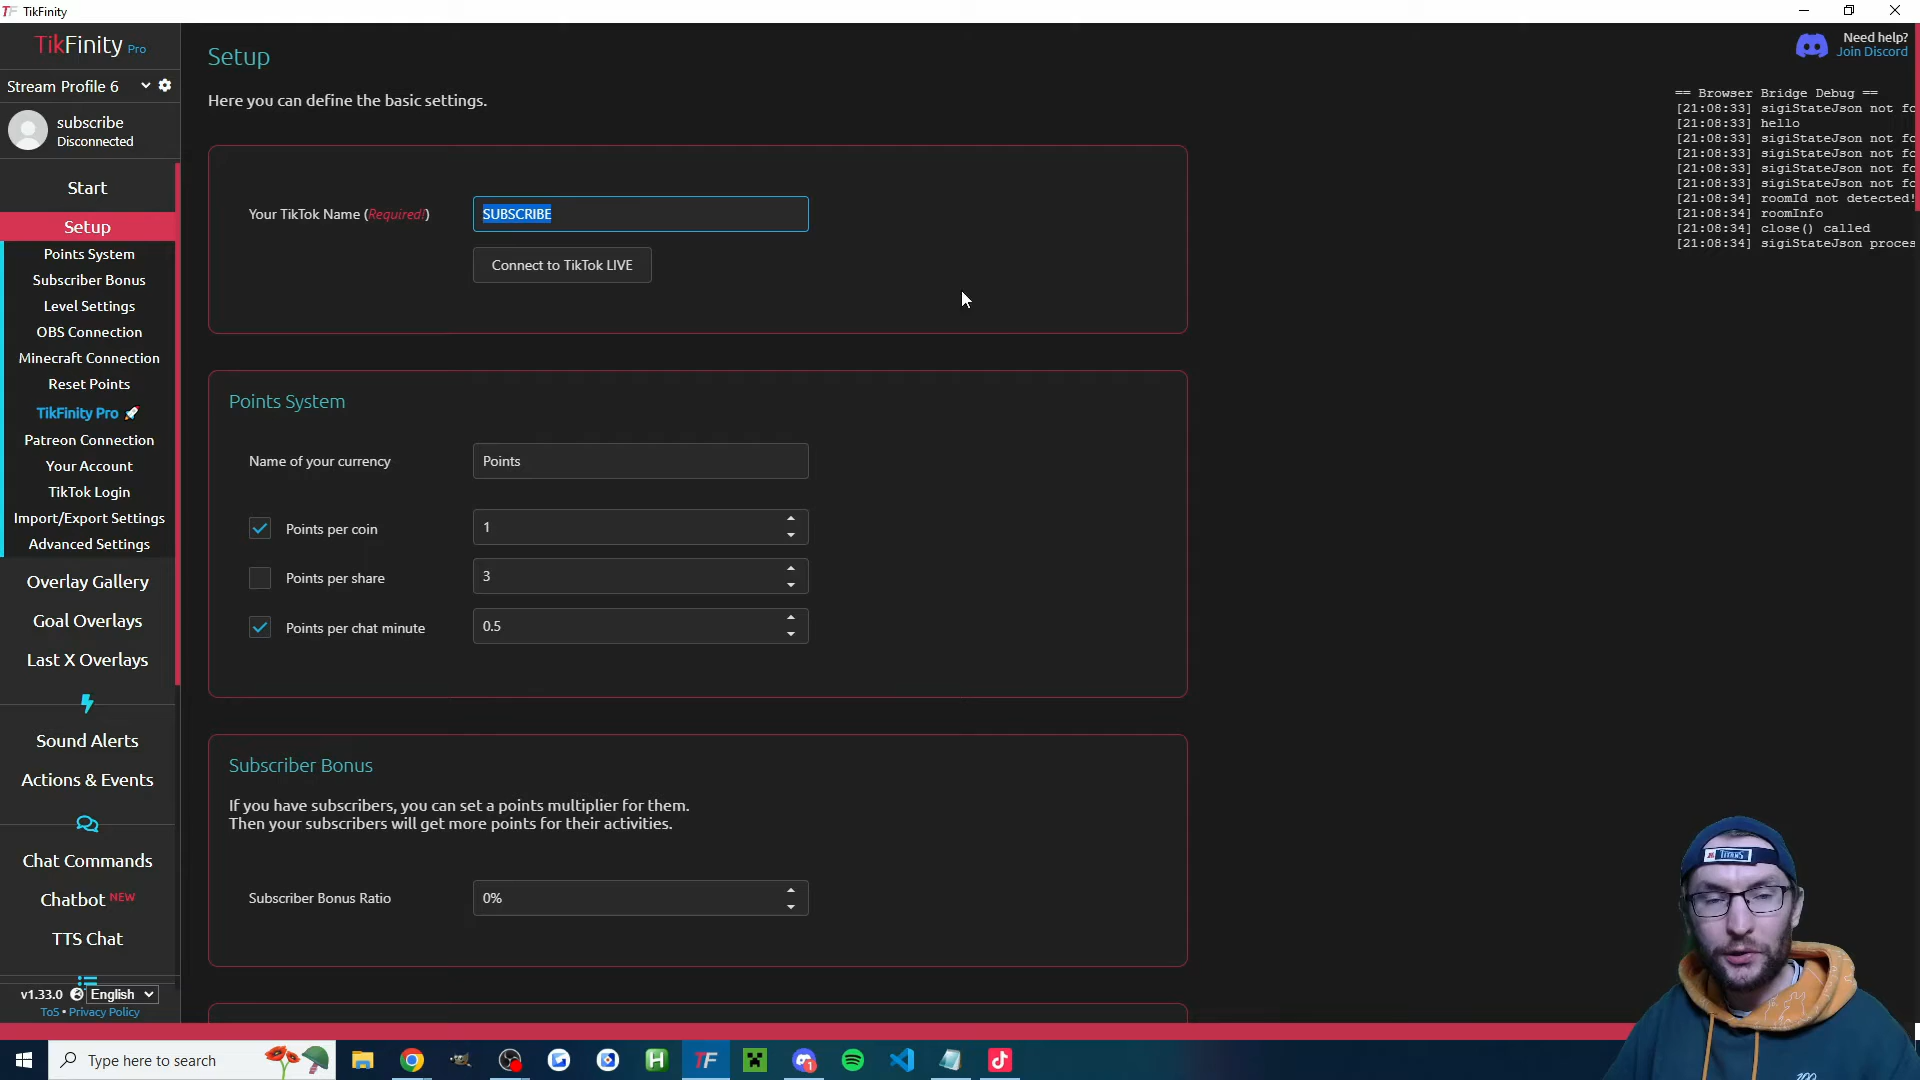 TF TikFinity
TikFinity Pro
Stream Profile 6
subscribe
Disconnected
Start
Setup
Points System
Subscriber Bonus
Level Settings
OBS Connection
Minecraft Connection
Reset Points
TikFinity Pro
Patreon Connection
Your Account
TikTok Login
Import/Export Settings
Advanced Settings
Overlay Gallery
Goal Overlays
Last X Overlays
Sound Alerts
Actions & Events
Chat Commands
Chatbot NEW
TTS Chat
v1.33.0 English
ToS • Privacy Policy
Setup
Here you can define the basic settings.
Your TikTok Name (Required!)
SUBSCRIBE
Connect to TikTok LIVE
Points System
Name of your currency
Points
Points per coin
1
Points per share
3
Points per chat minute
0.5
Subscriber Bonus
If you have subscribers, you can set a points multiplier for them.
Then your subscribers will get more points for their activities.
Subscriber Bonus Ratio
0%
Need help?
Join Discord
== Browser Bridge Debug ==
[21:08:33] sigiStateJson not fo
[21:08:33] hello
[21:08:33] sigiStateJson not fo
[21:08:33] sigiStateJson not fo
[21:08:33] sigiStateJson not fo
[21:08:33] sigiStateJson not fo
[21:08:34] roomId not detected!
[21:08:34] roomInfo
[21:08:34] close() called
[21:08:34] sigiStateJson proces
Type here to search
H
TF
1